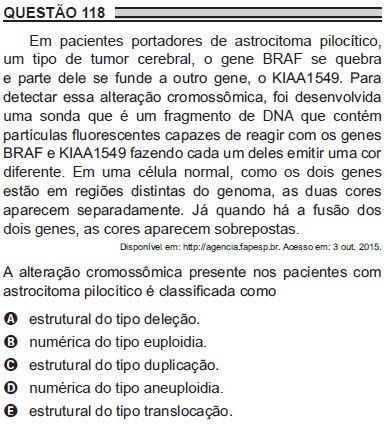 QUESTÃO 118
Em pacientes portadores de astrocitoma pilocítico,
um tipo de tumor cerebral, o gene BRAF se quebra
e parte dele se funde a outro gene, o KIAA1549. Para
detectar essa alteração cromossômica, foi desenvolvida
uma sonda que é um fragmento de DNA que contém
partículas fluorescentes capazes de reagir com os genes
BRAF e KIAA1549 fazendo cada um deles emitir uma cor
diferente. Em uma célula normal, como os dois genes
estão em regiões distintas do genoma, as duas cores
aparecem separadamente. Já quando há a fusão dos
dois genes, as cores aparecem sobrepostas.
Disponível em: http://agencia.fapesp.br. Acesso em: 3 out. 2015.
A alteração cromossômica presente nos pacientes com
astrocitoma pilocítico é classificada como
A estrutural do tipo deleção.
B numérica do tipo euploidia.
C estrutural do tipo duplicação.
D numérica do tipo aneuploidia.
E estrutural do tipo translocação.